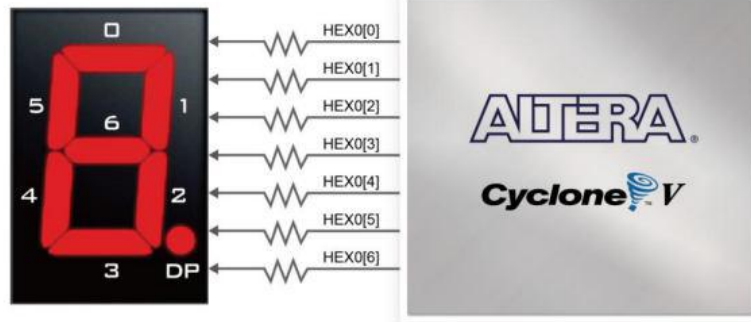 0
5
1
6
4
2
3
DP
HEX0[0]
HEX0[1]
HEX0[2]
HEX0[3]
HEX0[4]
HEX0[5]
HEX0[6]
ALTERA®
Cyclone™ V